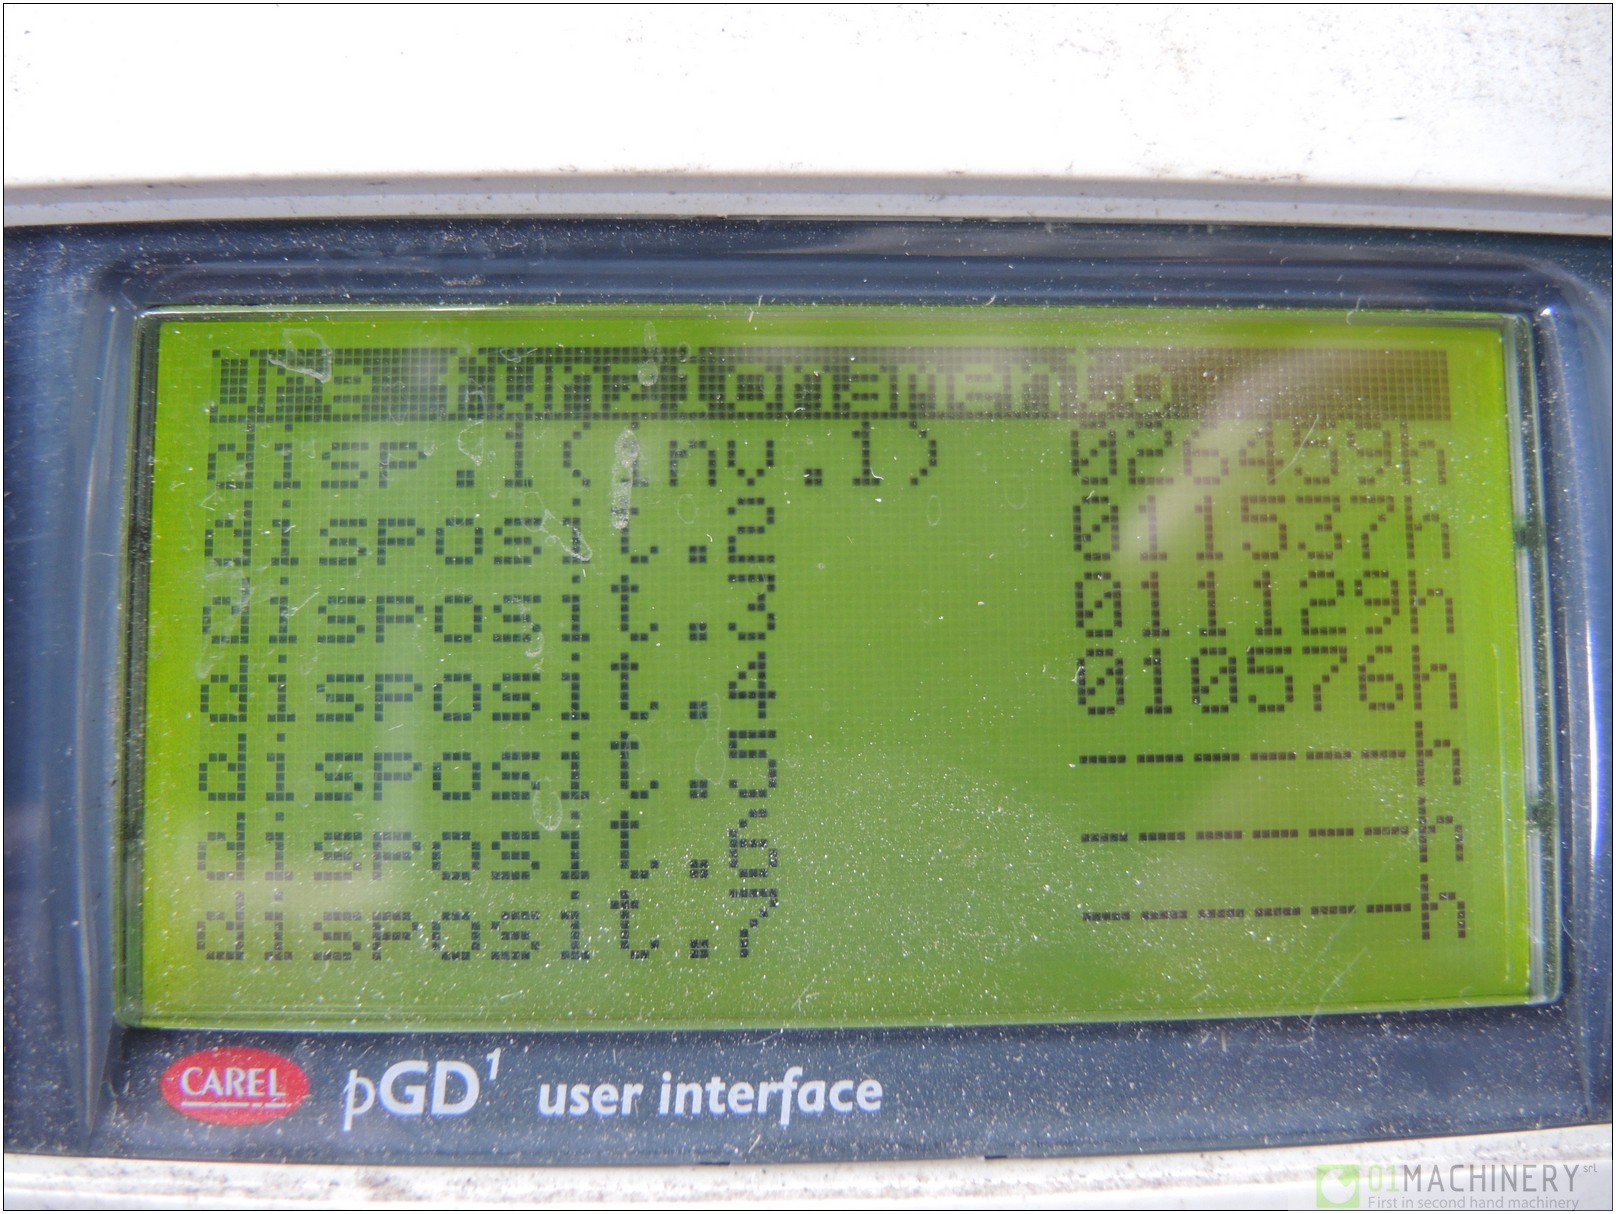 Ore funzionamento
disp.1(inv.1) 026459h
disposit.2 011537h
disposit.3 011129h
disposit.4 010576h
disposit.5 ------h
disposit.6 ------h
disposit.7 ------h
CAREL pGD1 user interface
01MACHINERY srl
First in second hand machinery